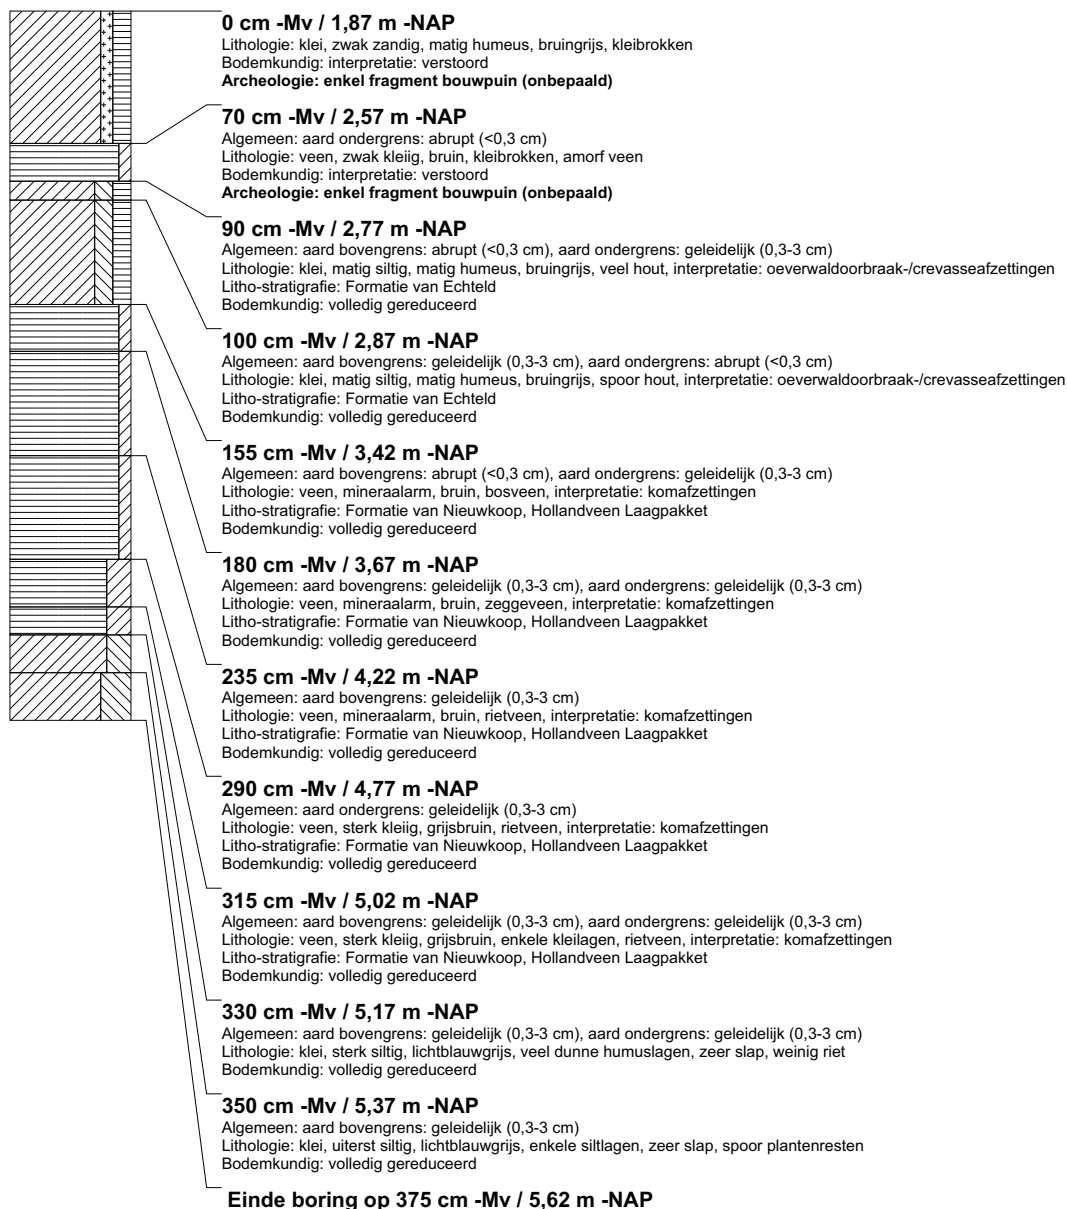 0 cm -Mv / 1,87 m -NAP
Lithologie: klei, zwak zandig, matig humeus, bruingrijs, kleibrokken
Bodemkundig: interpretatie: verstoord
Archeologie: enkel fragment bouwpuin (onbepaald)
70 cm -Mv / 2,57 m -NAP
Algemeen: aard ondergrens: abrupt (<0,3 cm)
Lithologie: veen, zwak kleiig, bruin, kleibrokken, amorf veen
Bodemkundig: interpretatie: verstoord
Archeologie: enkel fragment bouwpuin (onbepaald)
90 cm -Mv / 2,77 m -NAP
Algemeen: aard bovengrens: abrupt (<0,3 cm), aard ondergrens: geleidelijk (0,3-3 cm)
Lithologie: klei, matig siltig, matig humeus, bruingrijs, veel hout, interpretatie: oeverwaldoorbraak-/crevasseafzettingen
Litho-stratigrafie: Formatie van Echteld
Bodemkundig: volledig gereduceerd
100 cm -Mv / 2,87 m -NAP
Algemeen: aard bovengrens: geleidelijk (0,3-3 cm), aard ondergrens: abrupt (<0,3 cm)
Lithologie: klei, matig siltig, matig humeus, bruingrijs, spoor hout, interpretatie: oeverwaldoorbraak-/crevasseafzettingen
Litho-stratigrafie: Formatie van Echteld
Bodemkundig: volledig gereduceerd
155 cm -Mv / 3,42 m -NAP
Algemeen: aard bovengrens: abrupt (<0,3 cm), aard ondergrens: geleidelijk (0,3-3 cm)
Lithologie: veen, mineraalarm, bruin, bosveen, interpretatie: komafzettingen
Litho-stratigrafie: Formatie van Nieuwkoop, Hollandveen Laagpakket
Bodemkundig: volledig gereduceerd
180 cm -Mv / 3,67 m -NAP
Algemeen: aard bovengrens: geleidelijk (0,3-3 cm), aard ondergrens: geleidelijk (0,3-3 cm)
Lithologie: veen, mineraalarm, bruin, zeggeveen, interpretatie: komafzettingen
Litho-stratigrafie: Formatie van Nieuwkoop, Hollandveen Laagpakket
Bodemkundig: volledig gereduceerd
235 cm -Mv / 4,22 m -NAP
Algemeen: aard bovengrens: geleidelijk (0,3-3 cm)
Lithologie: veen, mineraalarm, bruin, rietveen, interpretatie: komafzettingen
Litho-stratigrafie: Formatie van Nieuwkoop, Hollandveen Laagpakket
Bodemkundig: volledig gereduceerd
290 cm -Mv / 4,77 m -NAP
Algemeen: aard ondergrens: geleidelijk (0,3-3 cm)
Lithologie: veen, sterk kleiig, grijsbruin, rietveen, interpretatie: komafzettingen
Litho-stratigrafie: Formatie van Nieuwkoop, Hollandveen Laagpakket
Bodemkundig: volledig gereduceerd
315 cm -Mv / 5,02 m -NAP
Algemeen: aard bovengrens: geleidelijk (0,3-3 cm), aard ondergrens: geleidelijk (0,3-3 cm)
Lithologie: veen, sterk kleiig, grijsbruin, enkele kleilagen, rietveen, interpretatie: komafzettingen
Litho-stratigrafie: Formatie van Nieuwkoop, Hollandveen Laagpakket
Bodemkundig: volledig gereduceerd
330 cm -Mv / 5,17 m -NAP
Algemeen: aard bovengrens: geleidelijk (0,3-3 cm), aard ondergrens: geleidelijk (0,3-3 cm)
Lithologie: klei, sterk siltig, lichtblauwgrijs, veel dunne humuslagen, zeer slap, weinig riet
Bodemkundig: volledig gereduceerd
350 cm -Mv / 5,37 m -NAP
Algemeen: aard bovengrens: geleidelijk (0,3-3 cm)
Lithologie: klei, uiterst siltig, lichtblauwgrijs, enkele siltlagen, zeer slap, spoor plantenresten
Bodemkundig: volledig gereduceerd
Einde boring op 375 cm -Mv / 5,62 m -NAP